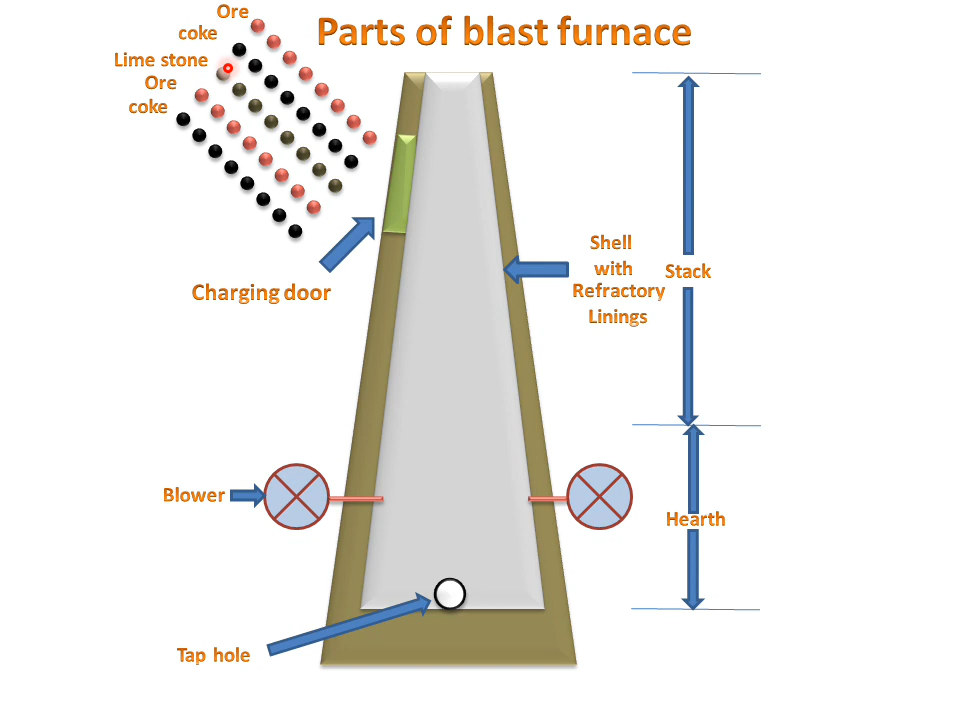 Parts of blast furnace
Ore
coke
Lime stone
Ore
coke
Charging door
Shell
with
Refractory
Linings
Stack
Blower
Hearth
Tap hole